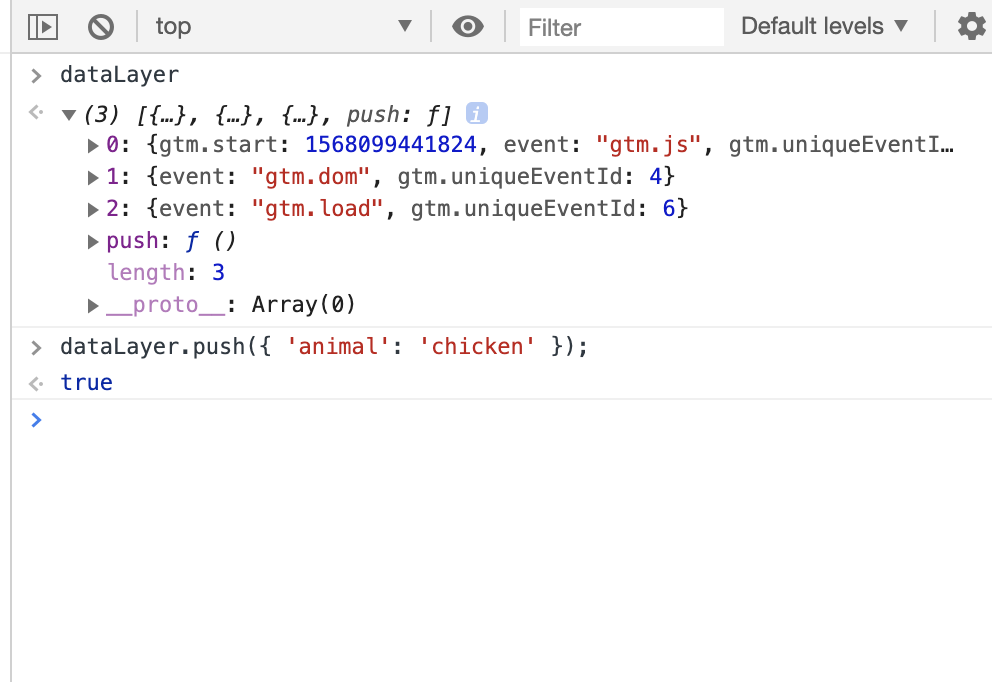 top Filter Default levels
dataLayer
(3) [{…}, {…}, {…}, push: ƒ] i
0: {gtm.start: 1568099441824, event: "gtm.js", gtm.uniqueEventI…
1: {event: "gtm.dom", gtm.uniqueEventId: 4}
2: {event: "gtm.load", gtm.uniqueEventId: 6}
push: ƒ ()
length: 3
__proto__: Array(0)
dataLayer.push({ 'animal': 'chicken' });
true